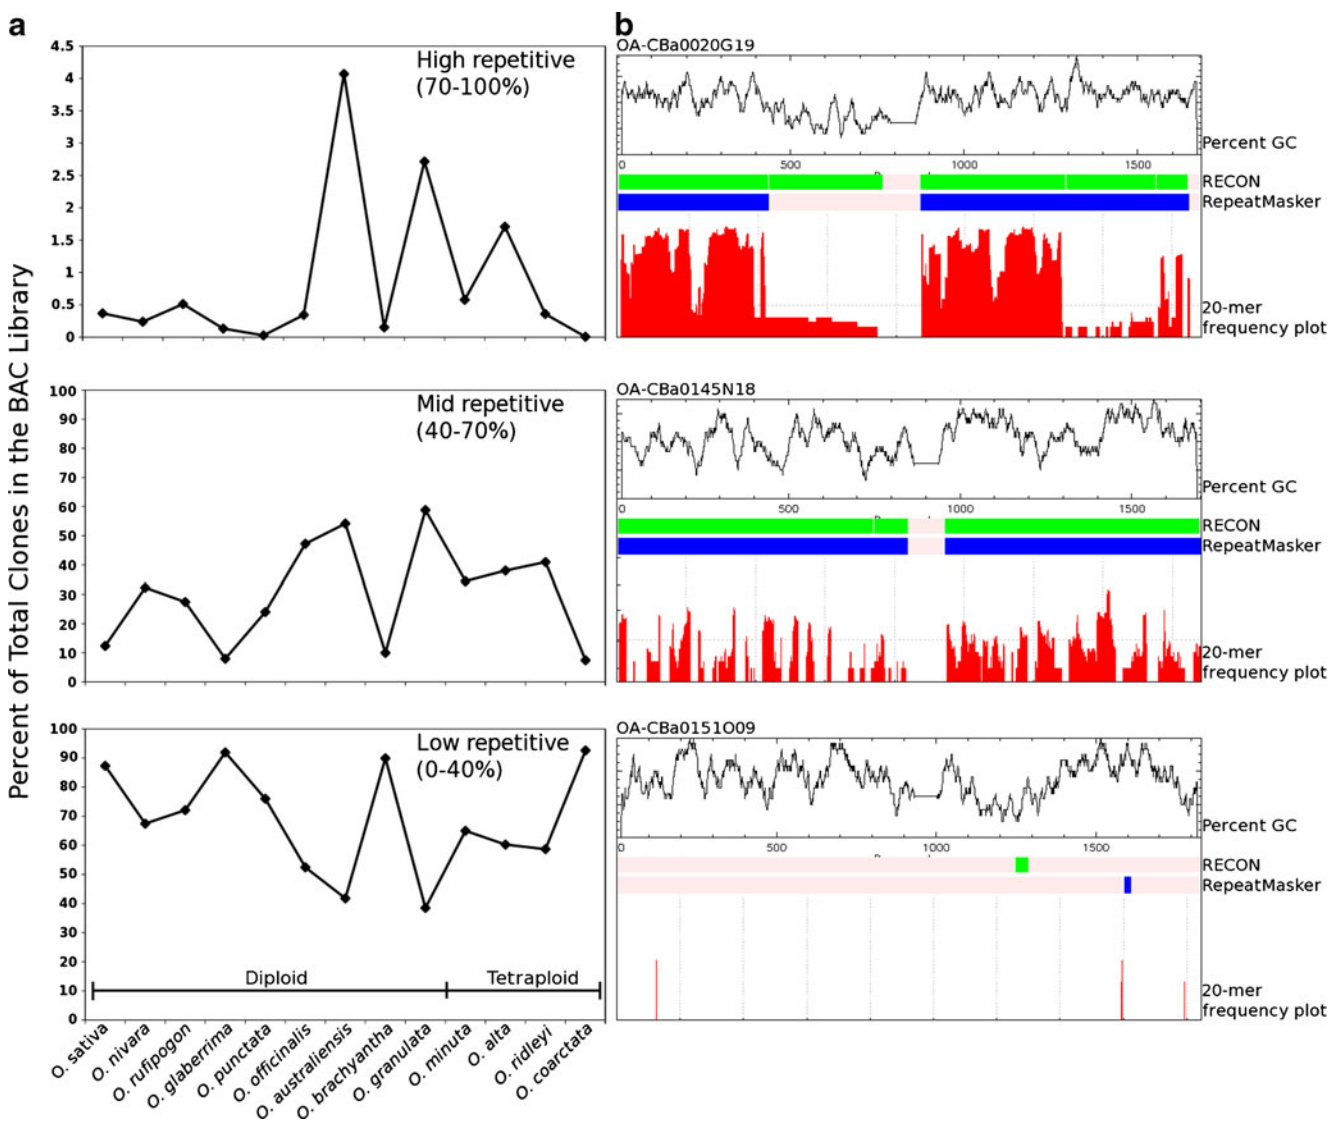 a
Percent of Total Clones in the BAC Library
High repetitive
(70-100%)
4.5
4
3.5
3
2.5
2
1.5
1
0.5
0
Mid repetitive
(40-70%)
100
90
80
70
60
50
40
30
20
10
0
Low repetitive
(0-40%)
100
90
80
70
60
50
40
30
20
10
0
Diploid
Tetraploid
O. sativa
O. nivara
O. rufipogon
O. glaberrima
O. punctata
O. officinalis
O. australiensis
O. brachyantha
O. granulata
O. minuta
O. alta
O. ridleyi
O. coarctata
b
OA-CBa0020G19
Percent GC
0 500 1000 1500
RECON
RepeatMasker
20-mer
frequency plot
OA-CBa0145N18
Percent GC
0 500 1000 1500
RECON
RepeatMasker
20-mer
frequency plot
OA-CBa0151O09
Percent GC
0 500 1000 1500
RECON
RepeatMasker
20-mer
frequency plot